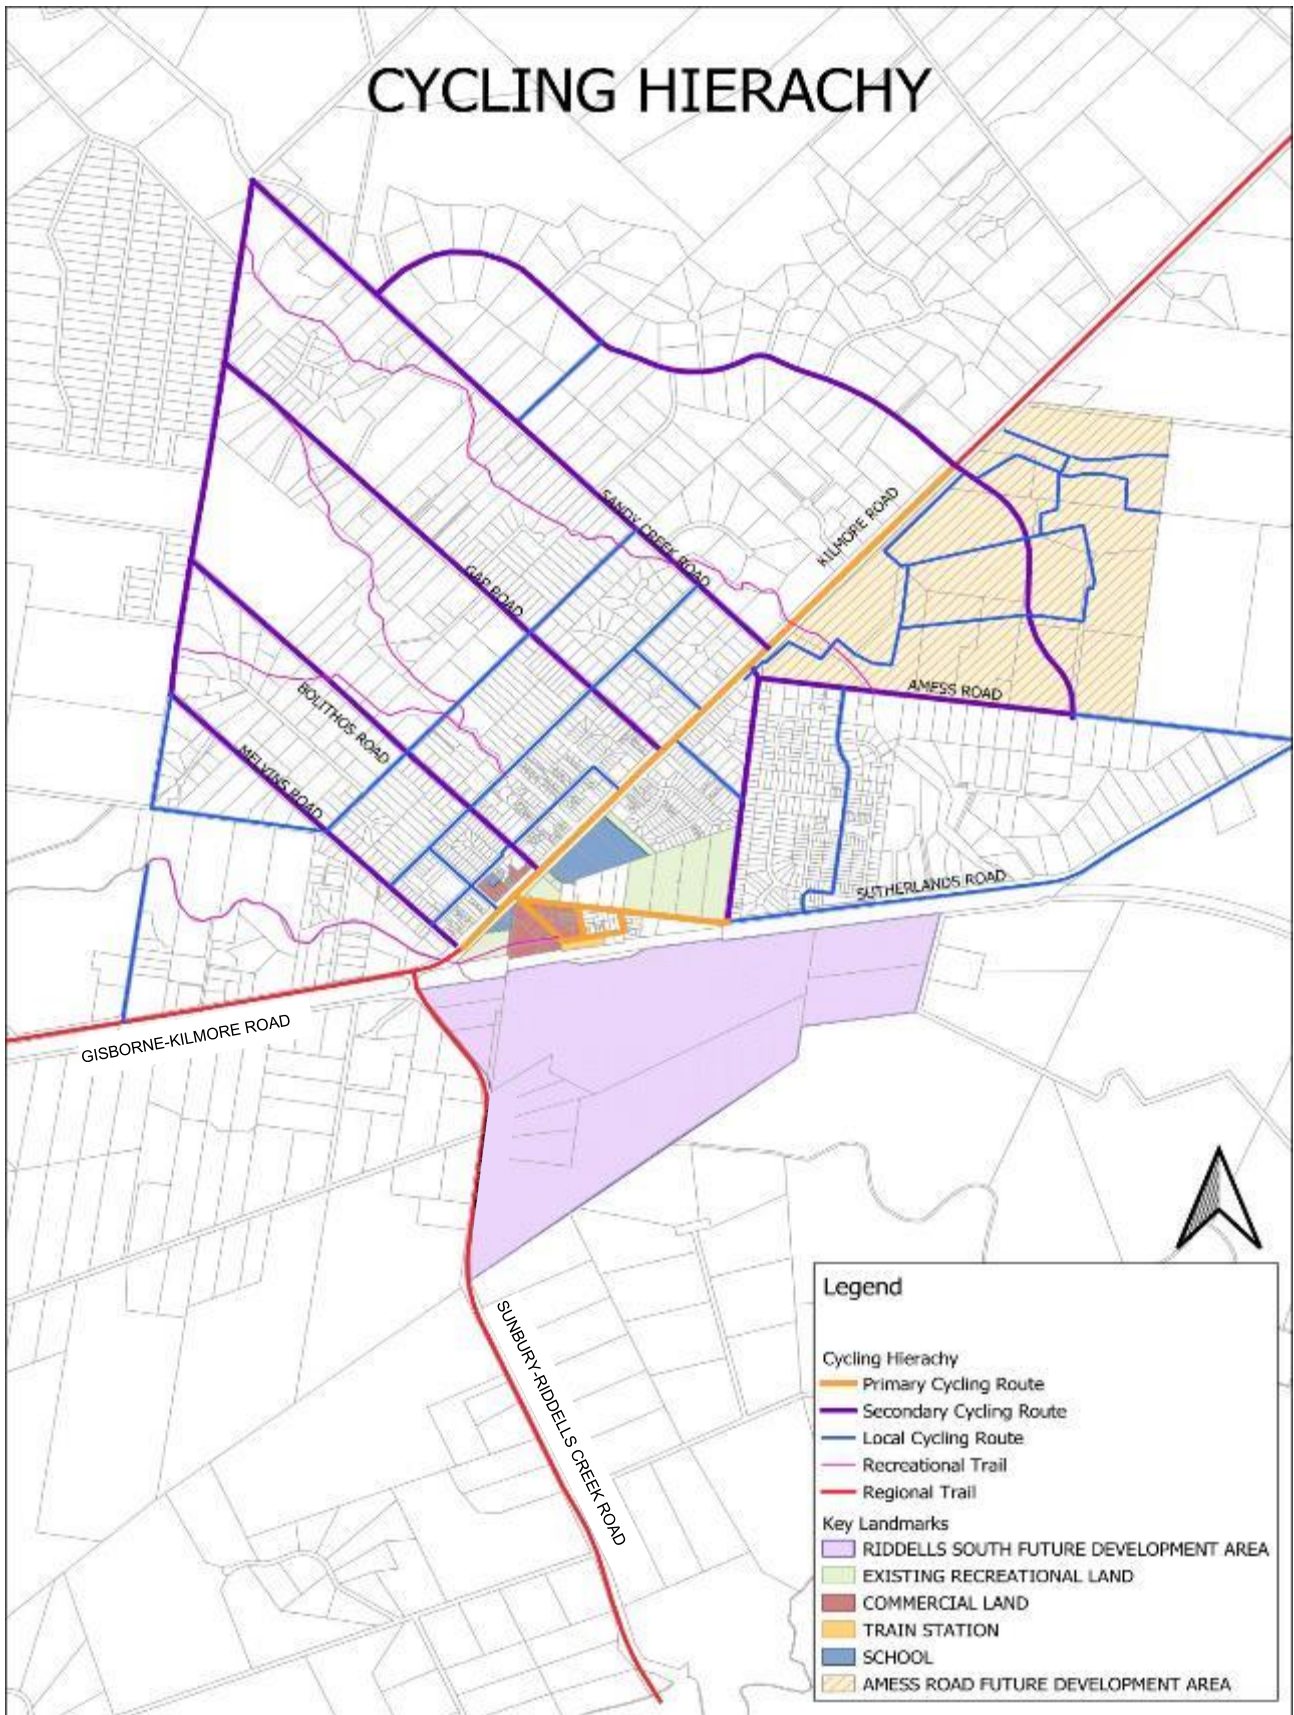 CYCLING HIERACHY
SANDY CREEK ROAD
KILMORE ROAD
GAP ROAD
BOLITHOS ROAD
MELVINS ROAD
AMESS ROAD
SUTHERLANDS ROAD
GISBORNE-KILMORE ROAD
SUNBURY-RIDDELLS CREEK ROAD
Legend
Cycling Hierachy
Primary Cycling Route
Secondary Cycling Route
Local Cycling Route
Recreational Trail
Regional Trail
Key Landmarks
RIDDELLS SOUTH FUTURE DEVELOPMENT AREA
EXISTING RECREATIONAL LAND
COMMERCIAL LAND
TRAIN STATION
SCHOOL
AMESS ROAD FUTURE DEVELOPMENT AREA